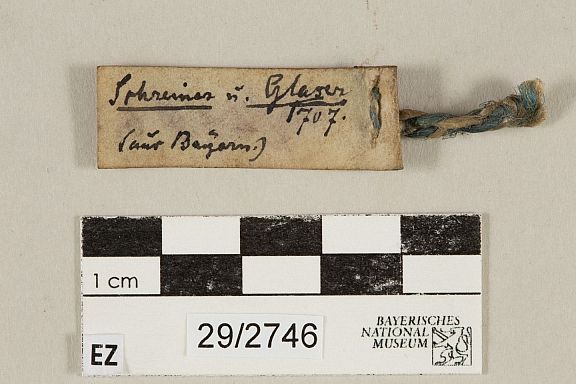 Schreiner u. Glaser
1707.
(aus Bayern.)
1 cm
EZ
29/2746
BAYERISCHES
NATIONAL
MUSEUM